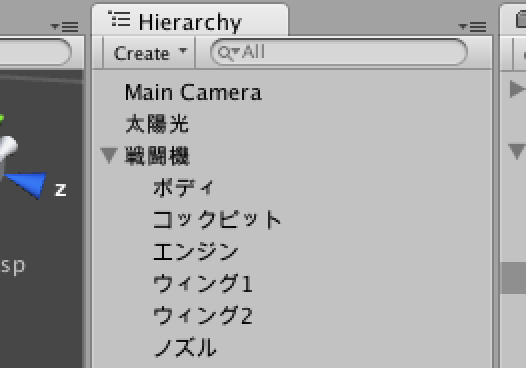 Hierarchy
Create
All
Main Camera
太陽光
戦闘機
ボディ
コックピット
エンジン
ウィング1
ウィング2
ノズル
z
sp